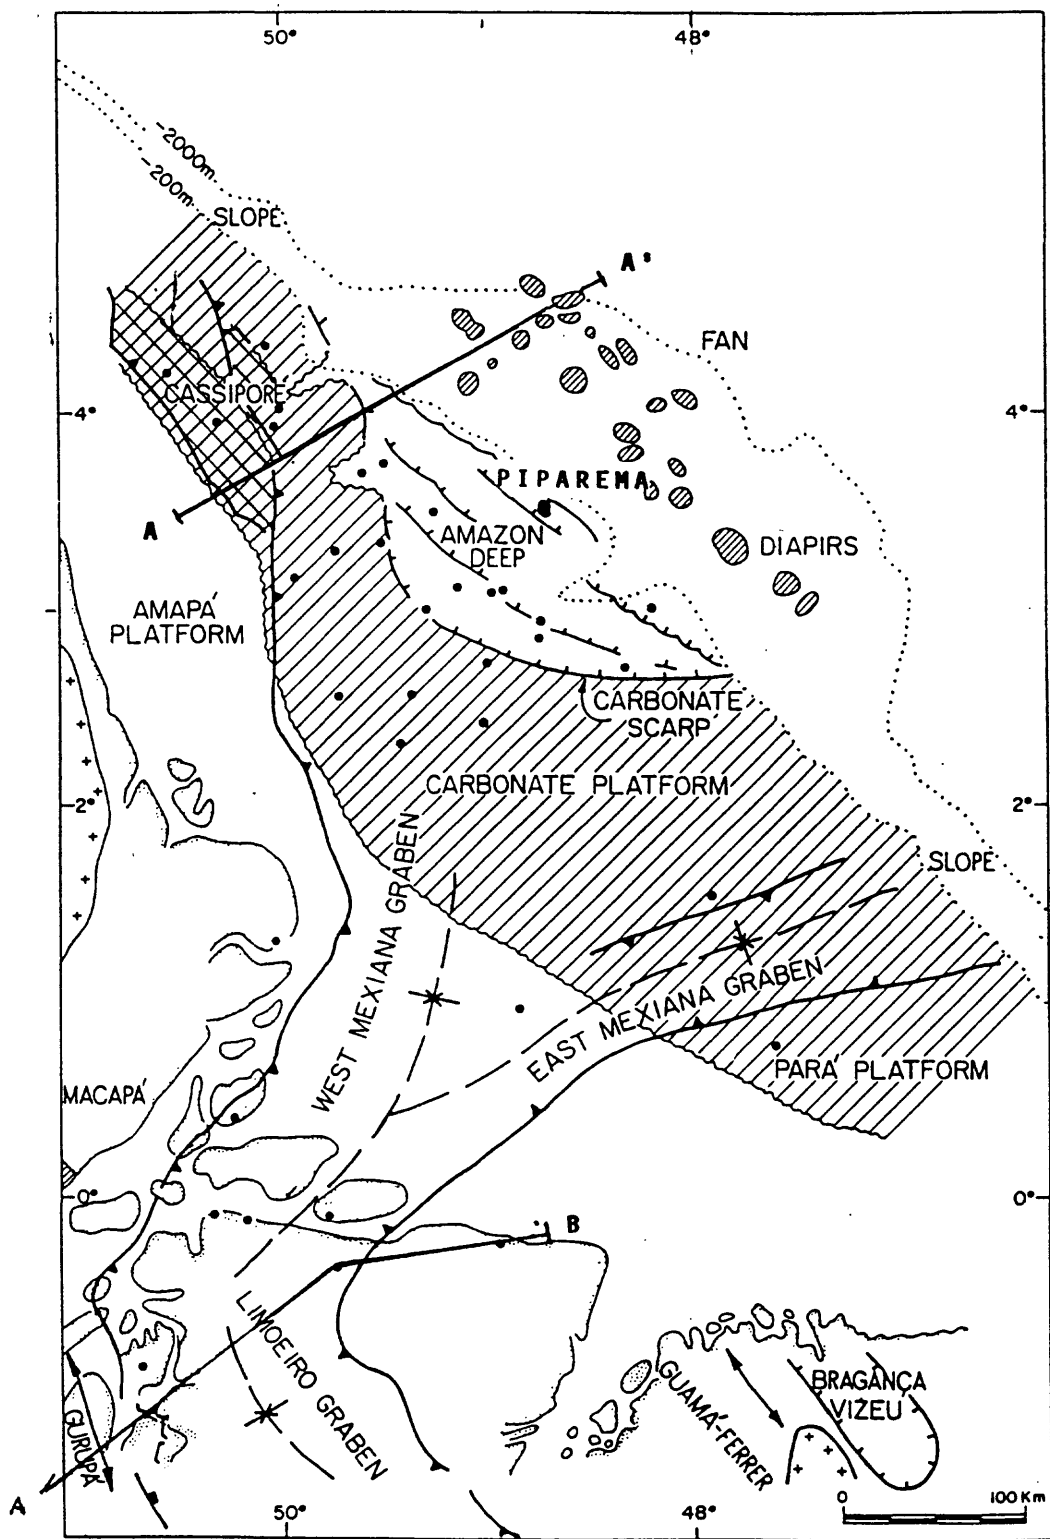 50°
48°
-2000m
-200m
SLOPE
A'
FAN
CASSIPORE
4°
4°
PIPAREMA
A
AMAZON
DEEP
DIAPIRS
AMAPÁ
PLATFORM
CARBONATE
SCARP
CARBONATE PLATFORM
2°
2°
SLOPE
WEST MEXIANA GRABEN
EAST MEXIANA GRABEN
MACAPÁ
PARÁ PLATFORM
0°
0°
B
LIMOEIRO GRABEN
GUAMÁ-FERRER
BRAGANÇA
VIZEU
GURUPÁ
A
50°
48°
0
100 Km